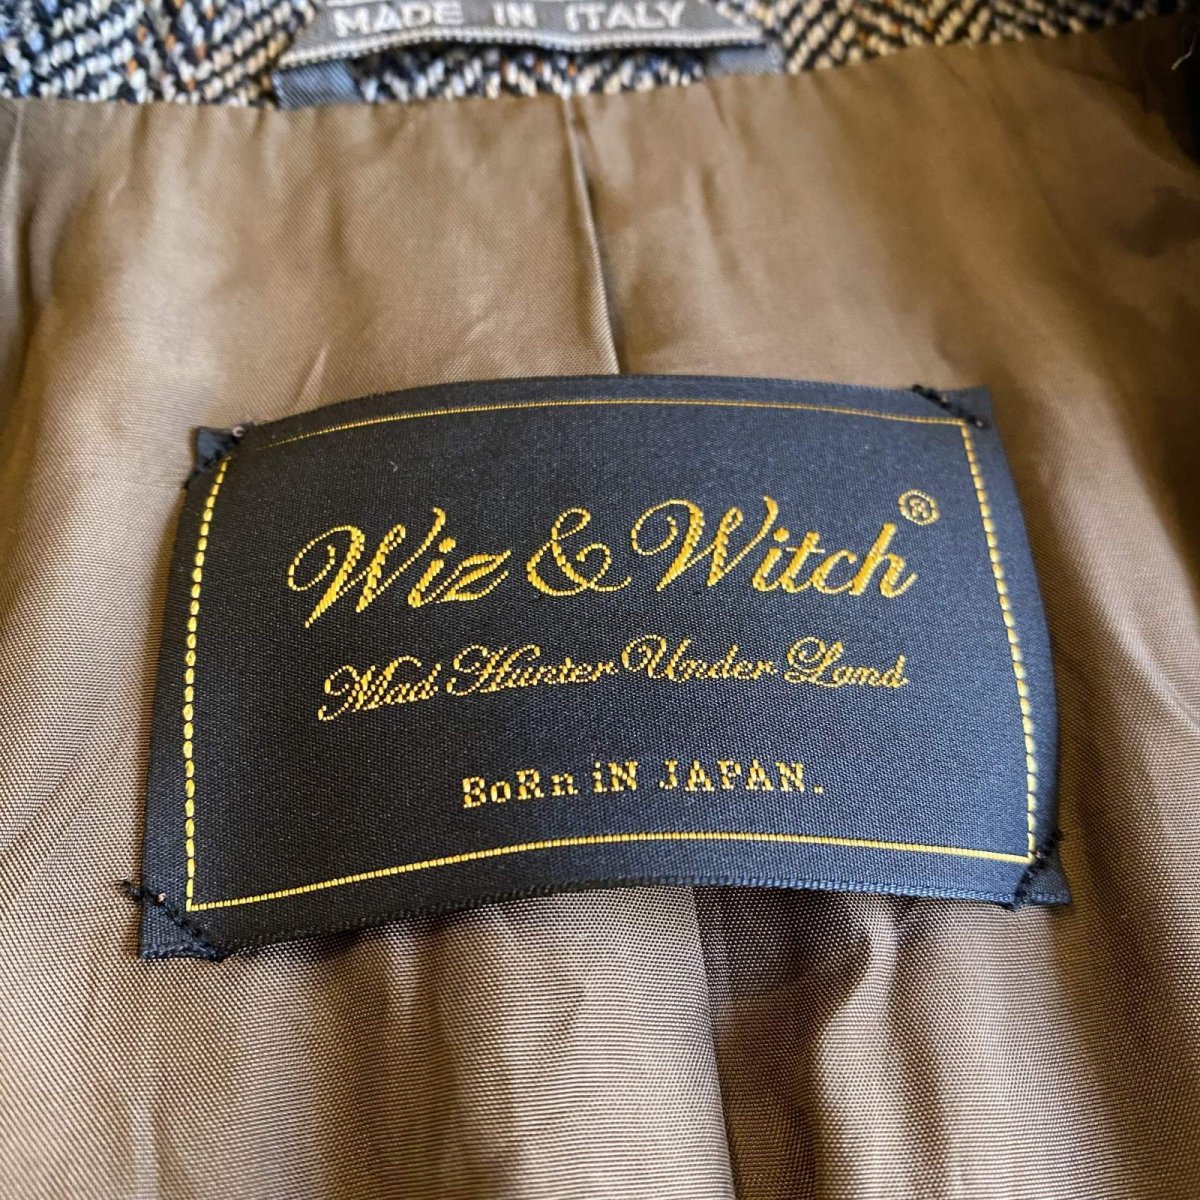 MADE IN ITALY
Wiz & Witch®
Mad Hunter Under Land.
BoRn iN JAPAN.